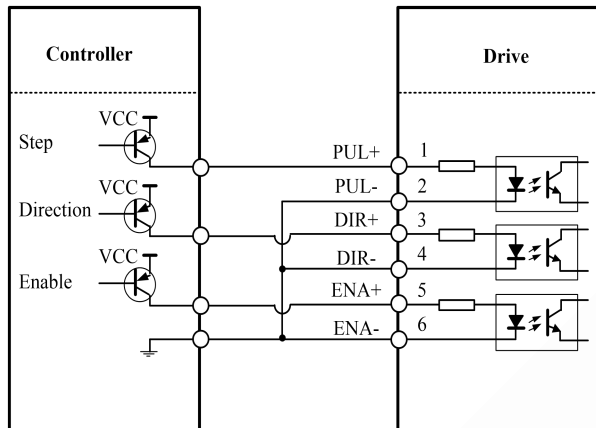 Controller
Drive
VCC
Step
PUL+ 1
PUL- 2
VCC
Direction
DIR+ 3
DIR- 4
VCC
Enable
ENA+ 5
ENA- 6